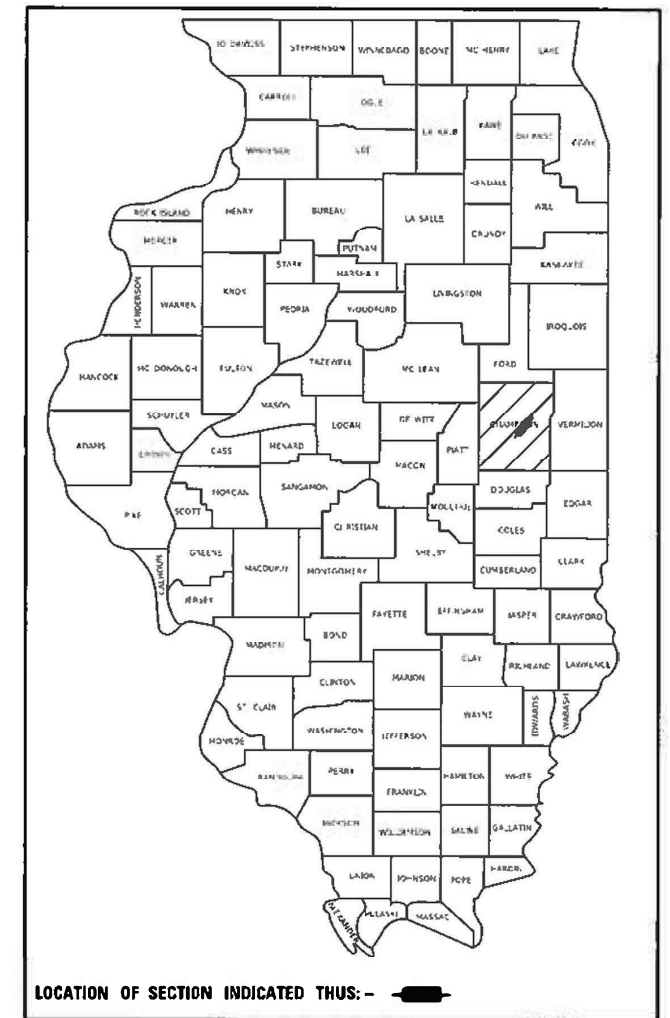 JO DAVIESS STEPHENSON WINNEBAGO BOONE MC HENRY LAKE
CARROLL OGLE LA SALLE KANE COOK
WHITESIDE LEE
KENDALL WILL
ROCK ISLAND HENRY BUREAU LA SALLE GRUNDY
MERCER PUTNAM
STARK MARSHALL KANKAKEE
HENDERSON WARREN KNOX PEORIA WOODFORD LIVINGSTON IROQUOIS
HANCOCK MC DONOUGH FULTON TAZEWELL MC LEAN FORD
SCHUYLER MASON LOGAN DE WITT CHAMPAIGN VERMILION
ADAMS BROWN CASS MENARD MACON PIATT
PIKE SCOTT MORGAN SANGAMON MOULTRIE DOUGLAS EDGAR
CHRISTIAN COLES
CALHOUN GREENE MACOUPIN MONTGOMERY SHELBY CUMBERLAND CLARK
JERSEY FAYETTE EFFINGHAM JASPER CRAWFORD
MADISON BOND CLAY RICHLAND LAWRENCE
CLINTON MARION
ST. CLAIR WASHINGTON JEFFERSON WAYNE EDWARDS WABASH
MONROE
RANDOLPH PERRY FRANKLIN HAMILTON WHITE
JACKSON WILLIAMSON SALINE GALLATIN
UNION JOHNSON POPE HARDIN
ALEXANDER PULASKI MASSAC
LOCATION OF SECTION INDICATED THUS:-